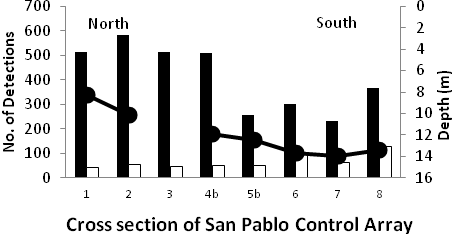 700
600
500
400
300
200
100
0
No. of Detections
North
South
0
2
4
6
8
10
12
14
16
Depth (m)
1 2 3 4b 5b 6 7 8
Cross section of San Pablo Control Array